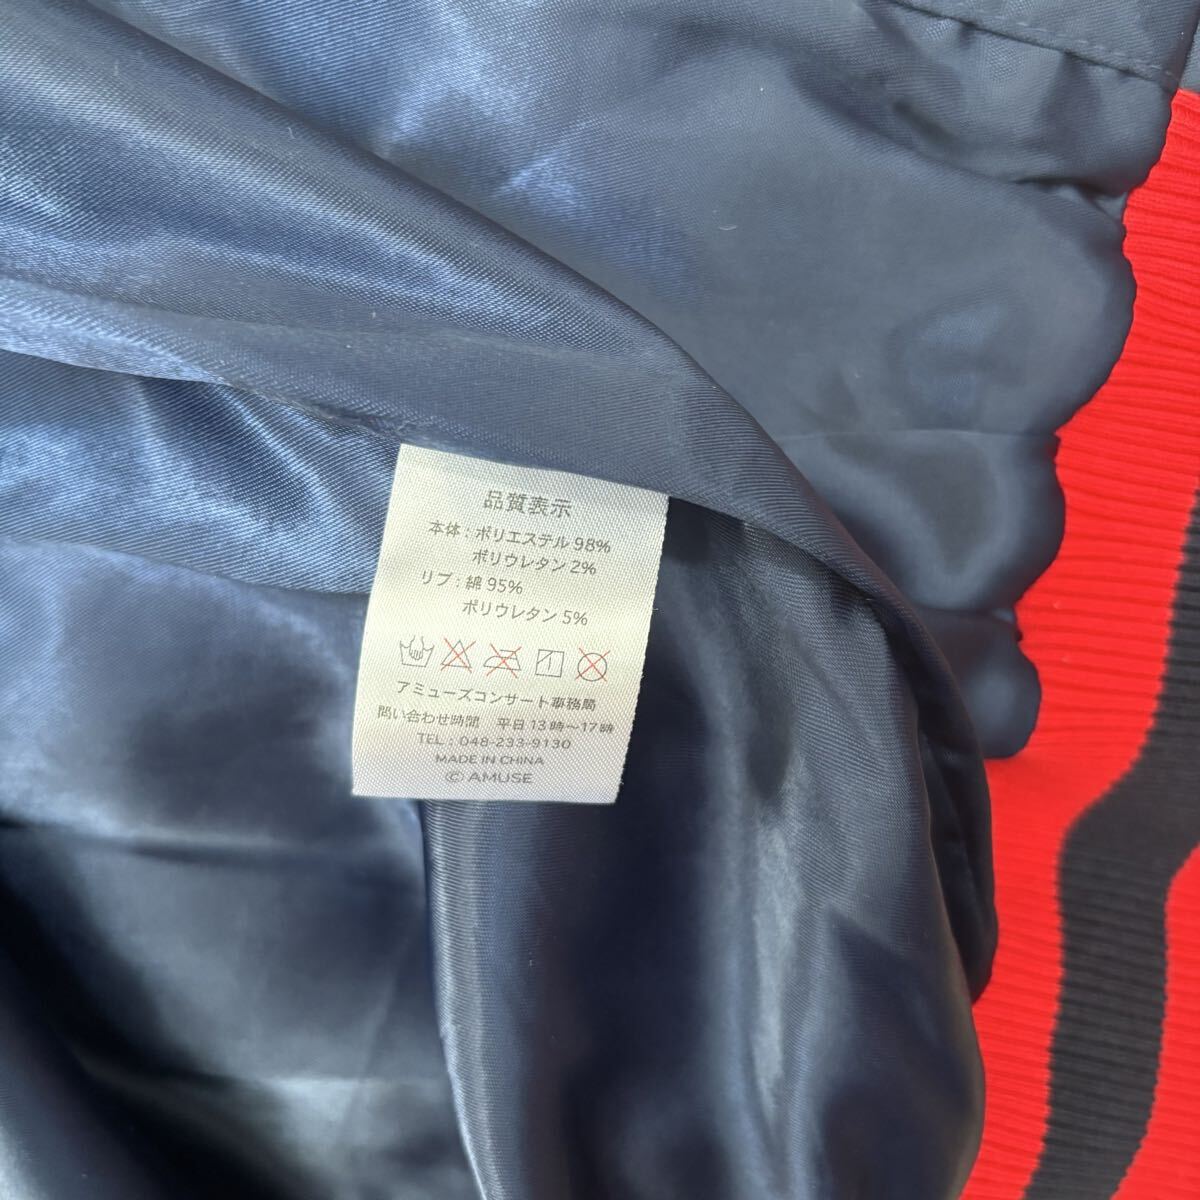 品質表示
本体：ポリエステル 98%
ポリウレタン 2%
リブ：綿 95%
ポリウレタン 5%
アミューズコンサート事務局
問い合わせ時間　平日13時〜17時
TEL：048-233-9130
MADE IN CHINA
© AMUSE